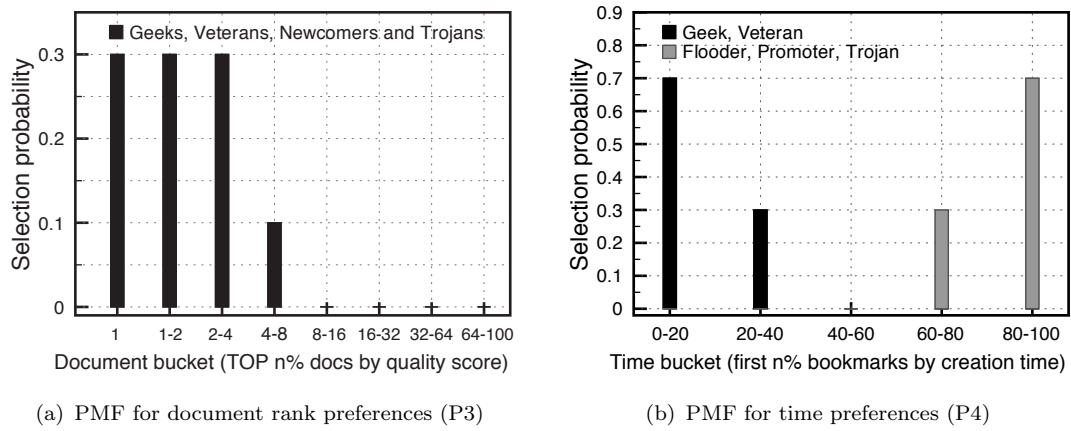 Geeks, Veterans, Newcomers and Trojans
0.3
0.2
0.1
0
Selection probability
1 1-2 2-4 4-8 8-16 16-32 32-64 64-100
Document bucket (TOP n% docs by quality score)
(a) PMF for document rank preferences (P3)
Geek, Veteran
Flooder, Promoter, Trojan
0.9
0.8
0.7
0.6
0.5
0.4
0.3
0.2
0.1
0
Selection probability
0-20 20-40 40-60 60-80 80-100
Time bucket (first n% bookmarks by creation time)
(b) PMF for time preferences (P4)